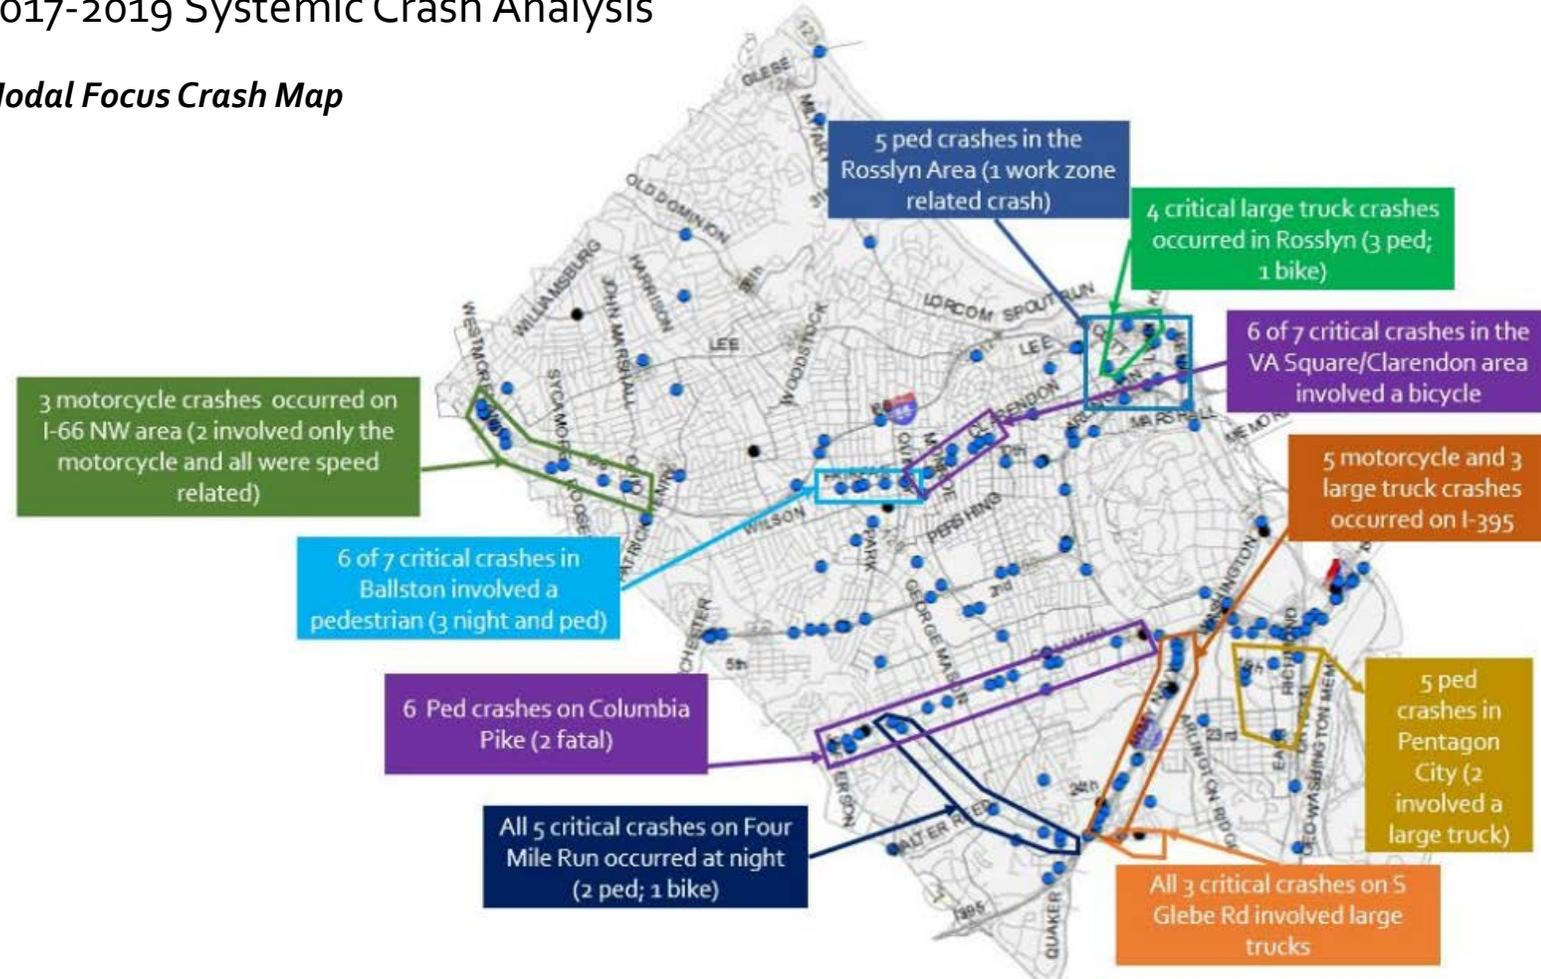 017-2019 Systemic Crash Analysis
Modal Focus Crash Map
5 ped crashes in the
Rosslyn Area (1 work zone
related crash)
4 critical large truck crashes
occurred in Rosslyn (3 ped;
1 bike)
6 of 7 critical crashes in the
VA Square/Clarendon area
involved a bicycle
3 motorcycle crashes occurred on
I-66 NW area (2 involved only the
motorcycle and all were speed
related)
5 motorcycle and 3
large truck crashes
occurred on I-395
6 of 7 critical crashes in
Ballston involved a
pedestrian (3 night and ped)
6 Ped crashes on Columbia
Pike (2 fatal)
5 ped
crashes in
Pentagon
City (2
involved a
large truck)
All 5 critical crashes on Four
Mile Run occurred at night
(2 ped; 1 bike)
All 3 critical crashes on S
Glebe Rd involved large
trucks
123
GLEBE
MILITARY
OLD DOMINION
WILLIAMSBURG
HARRISON
JOHN MARSHALL
LORCOM
SPOUT RUN
LEE
LEE
WOODSTOCK
SYCAMORE
CLARENDON
WILSON
PARK
PERSHING
GEORGE MASON
2nd
5th
COLUMBIA
WASHINGTON
RICHMOND
ARLINGTON RIDGE
24th
WALTER REED
I395
QUAKER